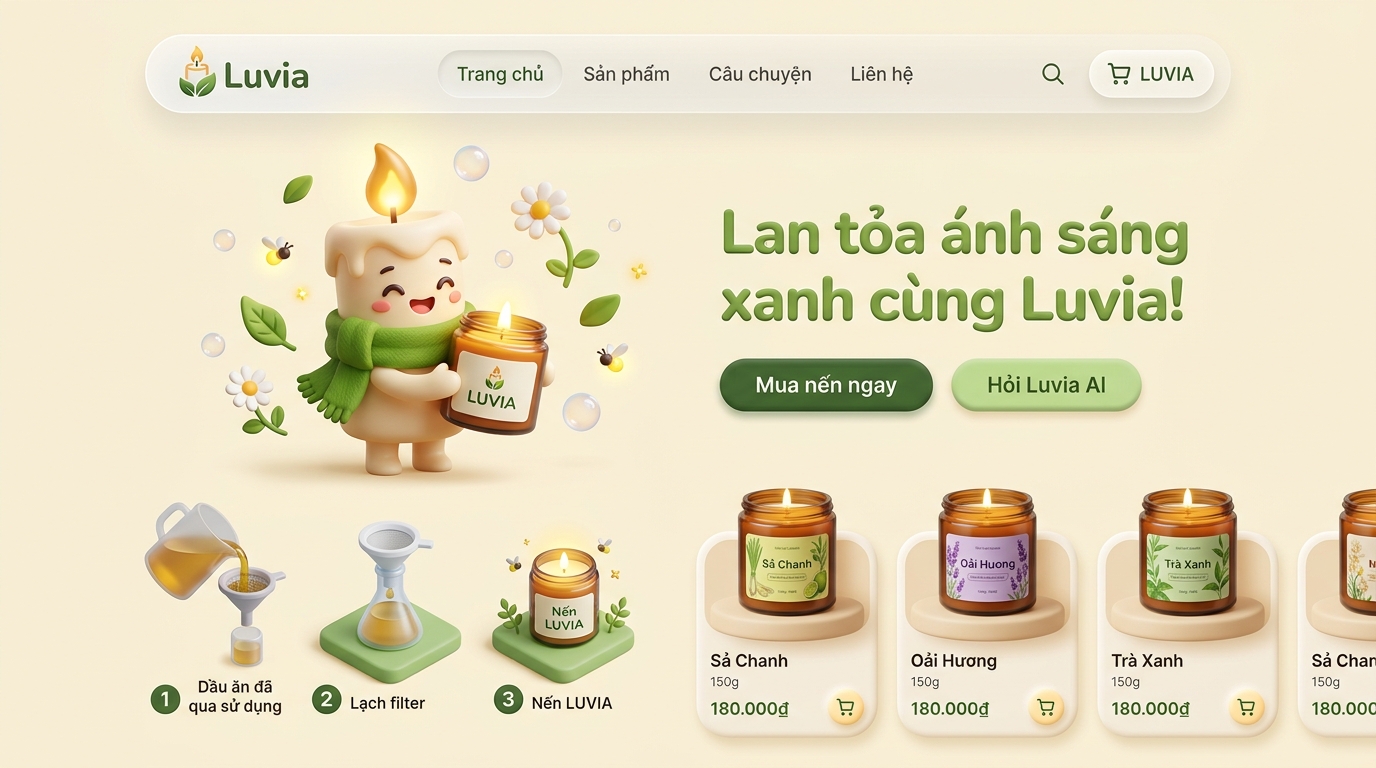 Luvia
Trang chủ
Sản phẩm
Câu chuyện
Liên hệ
LUVIA
Lan tỏa ánh sáng
xanh cùng Luvia!
Mua nến ngay
Hỏi Luvia AI
LUVIA
1
Dầu ăn đã
qua sử dụng
2
Lạch filter
Nến
LUVIA
3
Nến LUVIA
Sả Chanh
Sả Chanh
150g
180.000₫
Oải Huong
Oải Hương
150g
180.000₫
Trà Xanh
Trà Xanh
150g
180.000₫
N
Sả Chan
150g
180.000